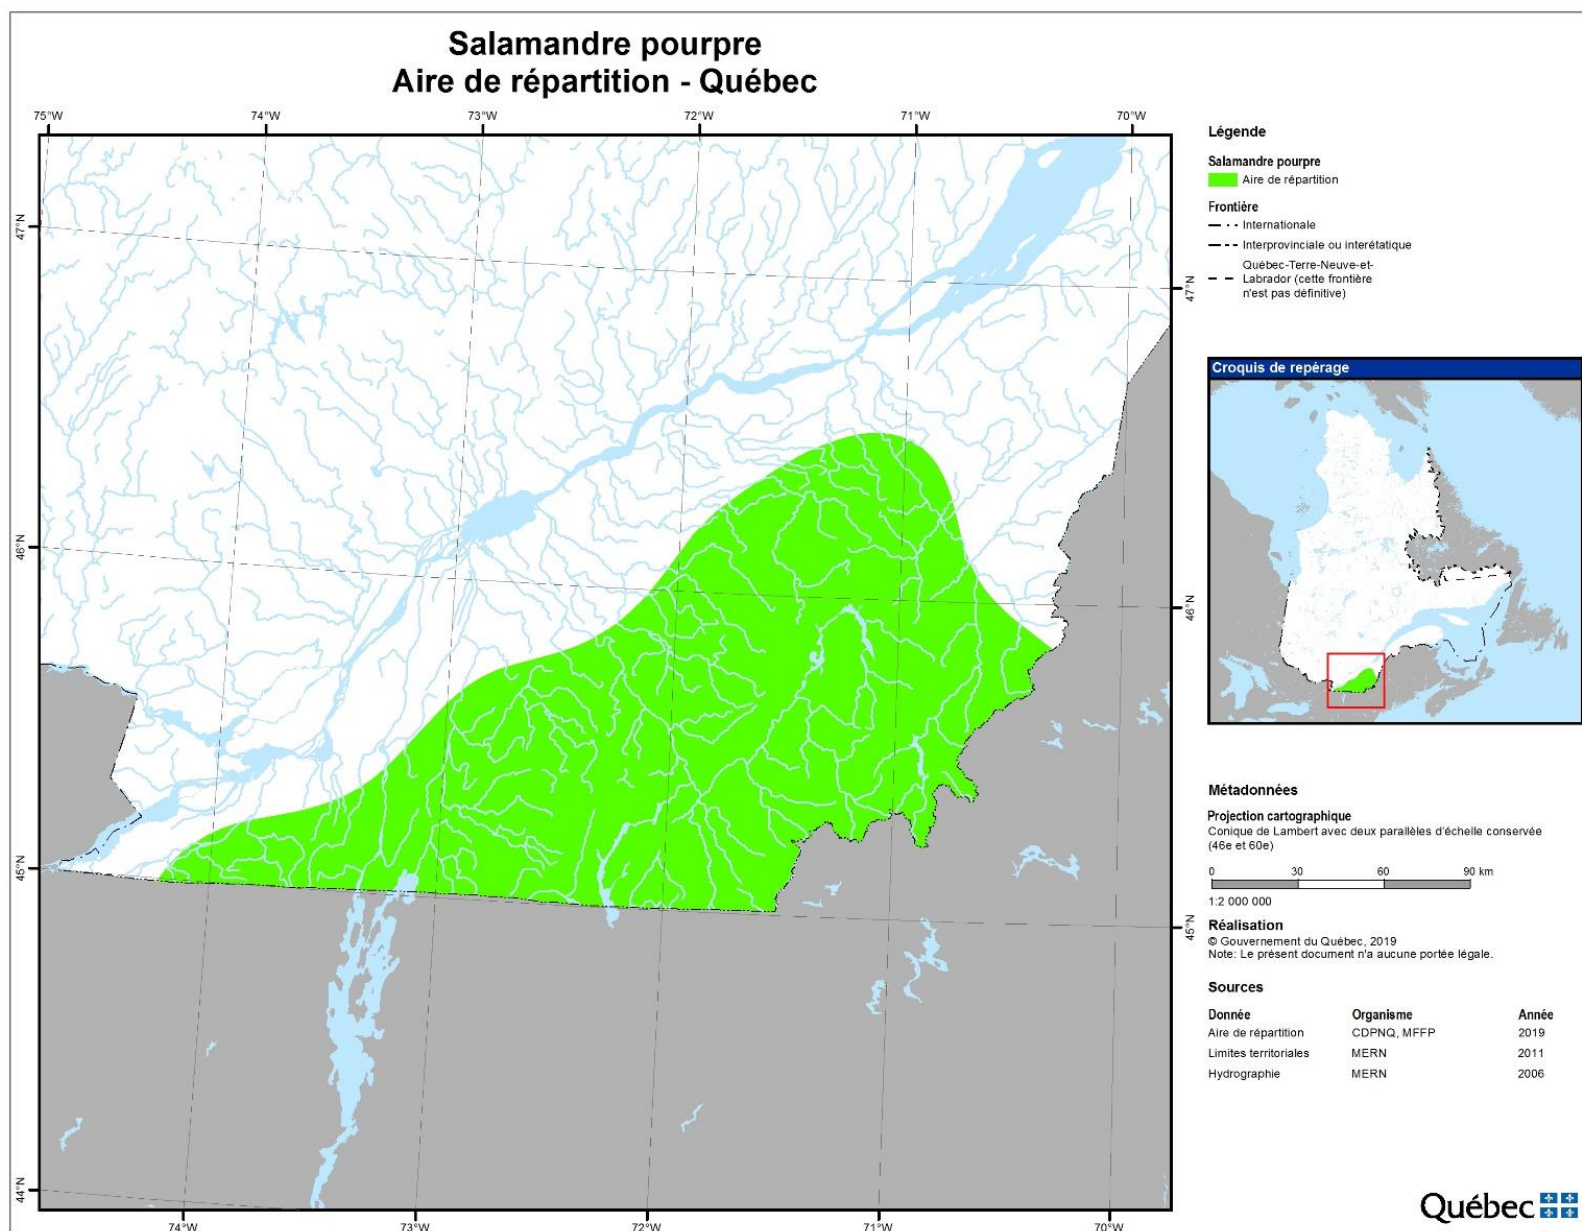 Salamandre pourpre
Aire de répartition - Québec
75°W 74°W 73°W 72°W 71°W 70°W
47°N
46°N
45°N
44°N
47°N
46°N
45°N
74°W 73°W 72°W 71°W 70°W
Légende
Salamandre pourpre
Aire de répartition
Frontière
Internationale
Interprovinciale ou interétatique
Québec-Terre-Neuve-et-
Labrador (cette frontière
n'est pas définitive)
Croquis de repérage
Métadonnées
Projection cartographique
Conique de Lambert avec deux parallèles d'échelle conservée
(46e et 60e)
0 30 60 90 km
1:2 000 000
Réalisation
© Gouvernement du Québec, 2019
Note: Le présent document n'a aucune portée légale.
Sources
Donnée Organisme Année
Aire de répartition CDPNQ, MFFP 2019
Limites territoriales MERN 2011
Hydrographie MERN 2006
Québec